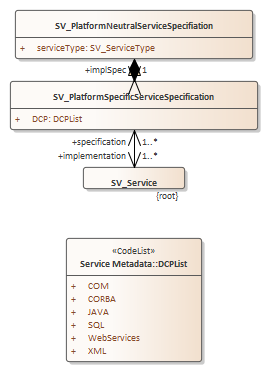 SV_PlatformNeutralServiceSpecifiation
+ serviceType: SV_ServiceType
+implSpec 1
SV_PlatformSpecificServiceSpecification
+ DCP: DCPList
+specification 1..*
+implementation 1..*
SV_Service
{root}
«CodeList»
Service Metadata::DCPList
+ COM
+ CORBA
+ JAVA
+ SQL
+ WebServices
+ XML